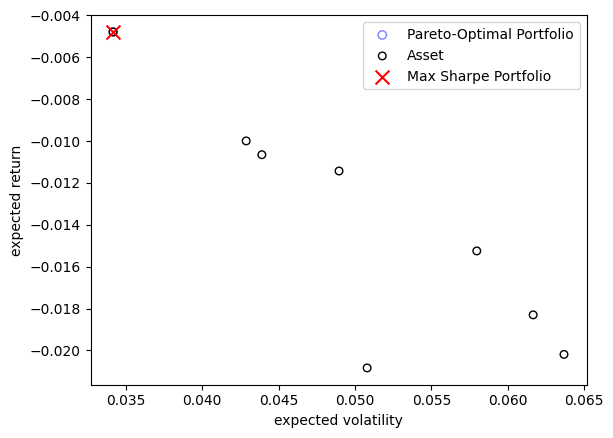 −0.004
−0.006
−0.008
−0.010
−0.012
−0.014
−0.016
−0.018
−0.020
expected return
Pareto-Optimal Portfolio
Asset
Max Sharpe Portfolio
0.035 0.040 0.045 0.050 0.055 0.060 0.065
expected volatility